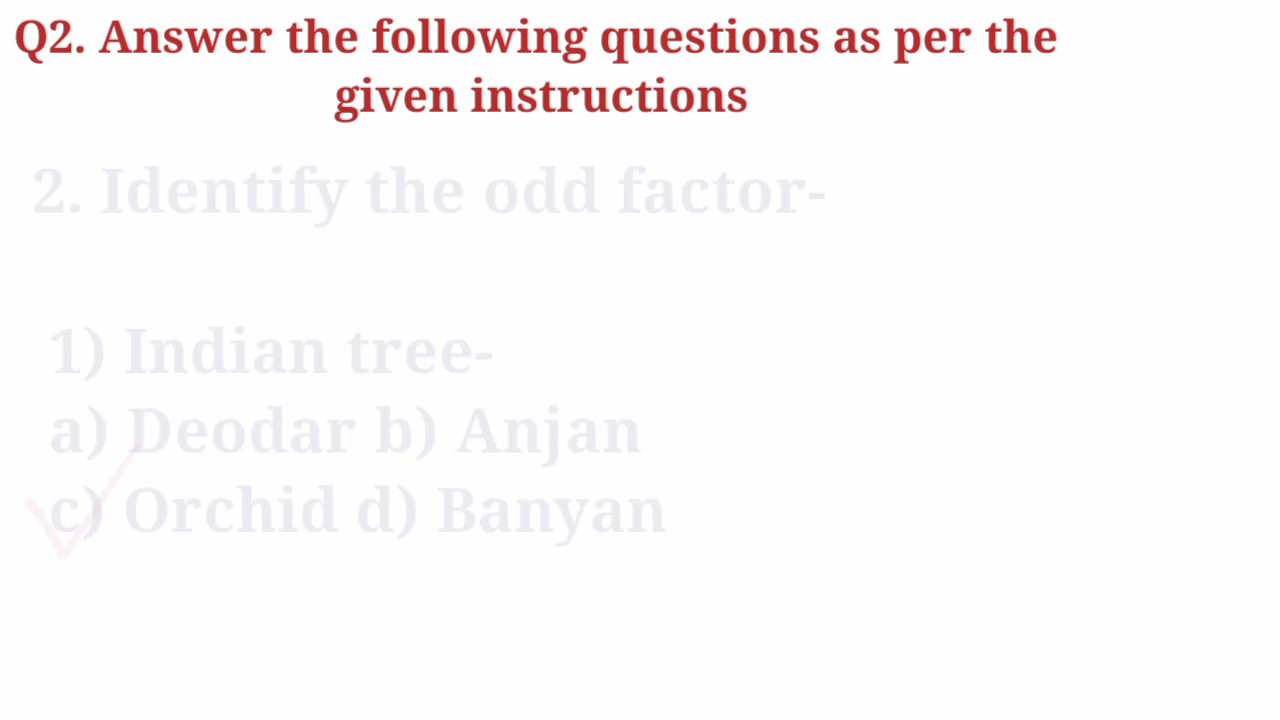 Q2. Answer the following questions as per the
given instructions
2. Identify the odd factor-
1) Indian tree-
a) Deodar b) Anjan
c) Orchid d) Banyan